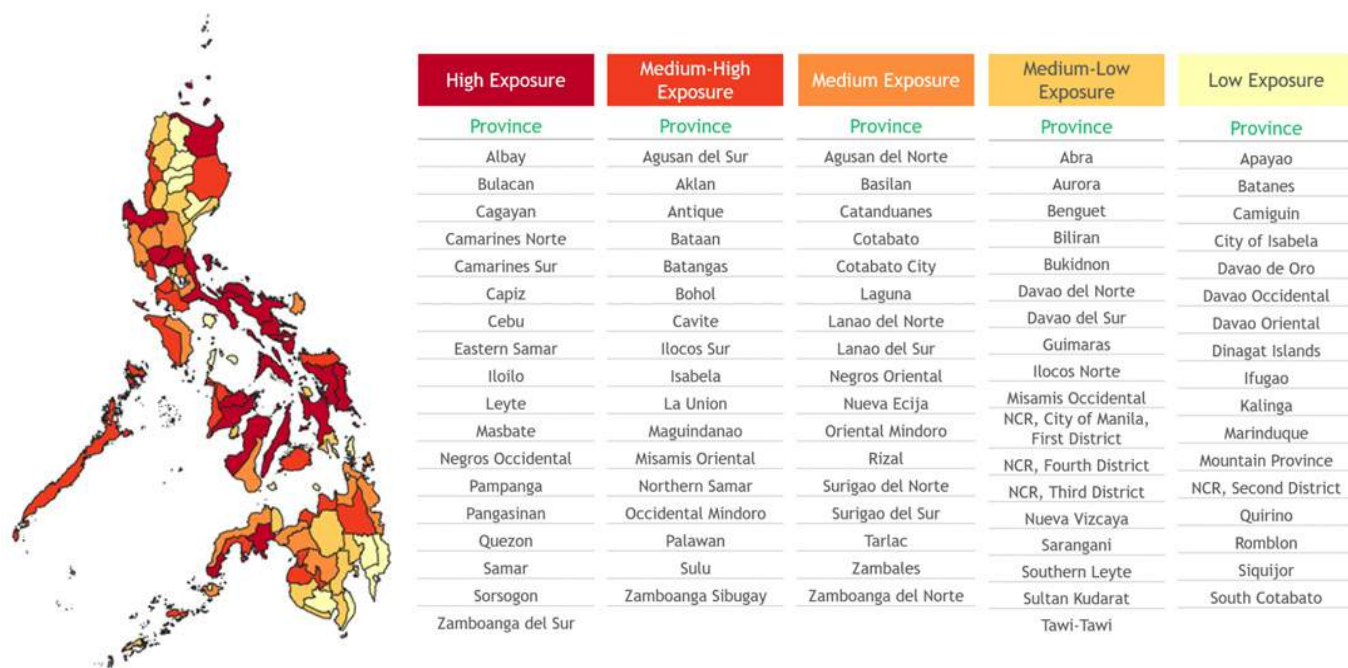 High Exposure
Province
Albay
Bulacan
Cagayan
Camarines Norte
Camarines Sur
Capiz
Cebu
Eastern Samar
Iloilo
Leyte
Masbate
Negros Occidental
Pampanga
Pangasinan
Quezon
Samar
Sorsogon
Zamboanga del Sur
Medium-High
Exposure
Province
Agusan del Sur
Aklan
Antique
Bataan
Batangas
Bohol
Cavite
Ilocos Sur
Isabela
La Union
Maguindanao
Misamis Oriental
Northern Samar
Occidental Mindoro
Palawan
Sulu
Zamboanga Sibugay
Medium Exposure
Province
Agusan del Norte
Basilan
Catanduanes
Cotabato
Cotabato City
Laguna
Lanao del Norte
Lanao del Sur
Negros Oriental
Nueva Ecija
Oriental Mindoro
Rizal
Surigao del Norte
Surigao del Sur
Tarlac
Zambales
Zamboanga del Norte
Medium-Low
Exposure
Province
Abra
Aurora
Benguet
Biliran
Bukidnon
Davao del Norte
Davao del Sur
Guimaras
Ilocos Norte
Misamis Occidental
NCR, City of Manila,
First District
NCR, Fourth District
NCR, Third District
Nueva Vizcaya
Sarangani
Southern Leyte
Sultan Kudarat
Tawi-Tawi
Low Exposure
Province
Apayao
Batanes
Camiguin
City of Isabela
Davao de Oro
Davao Occidental
Davao Oriental
Dinagat Islands
Ifugao
Kalinga
Marinduque
Mountain Province
NCR, Second District
Quirino
Romblon
Siquijor
South Cotabato